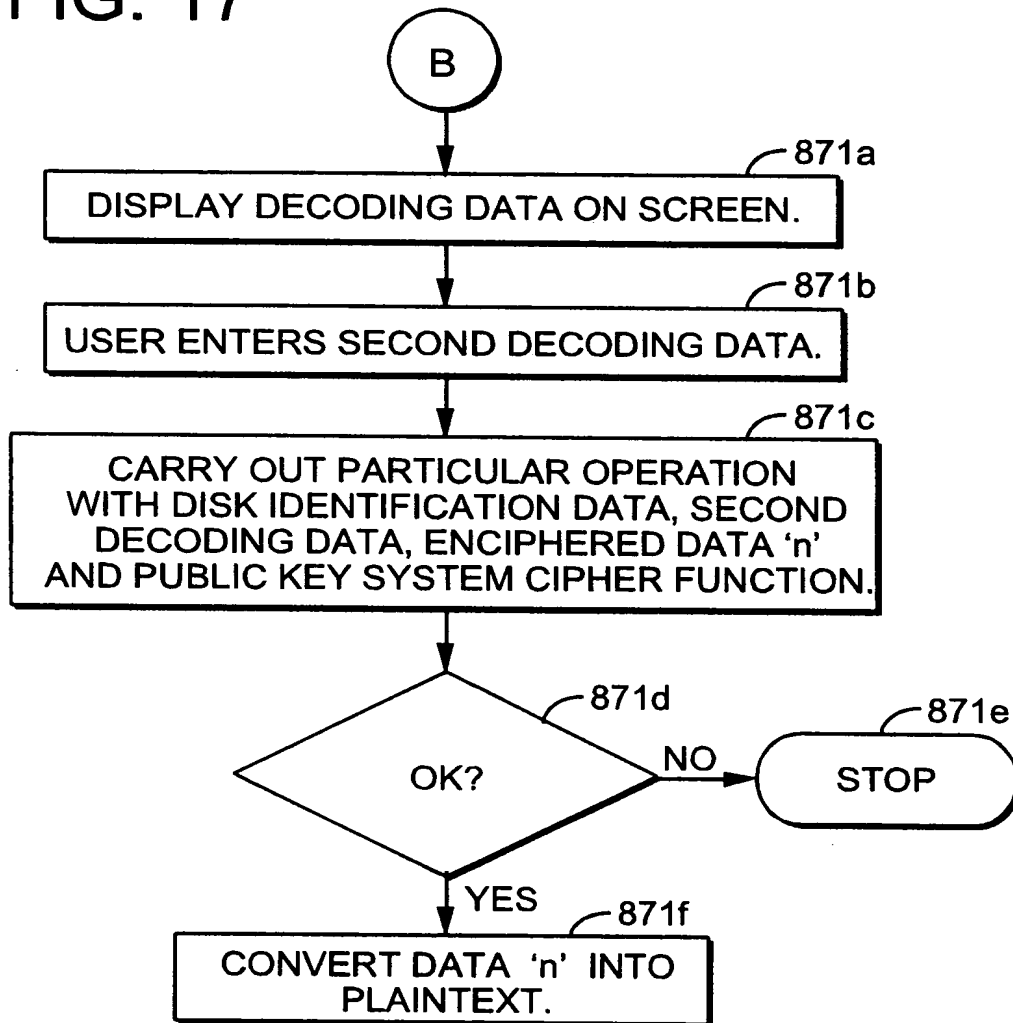 FIG. 17
B
871a
DISPLAY DECODING DATA ON SCREEN.
871b
USER ENTERS SECOND DECODING DATA.
871c
CARRY OUT PARTICULAR OPERATION
WITH DISK IDENTIFICATION DATA, SECOND
DECODING DATA, ENCIPHERED DATA ‘n’
AND PUBLIC KEY SYSTEM CIPHER FUNCTION.
871d
OK?
NO
871e
STOP
YES
871f
CONVERT DATA ‘n’ INTO
PLAINTEXT.